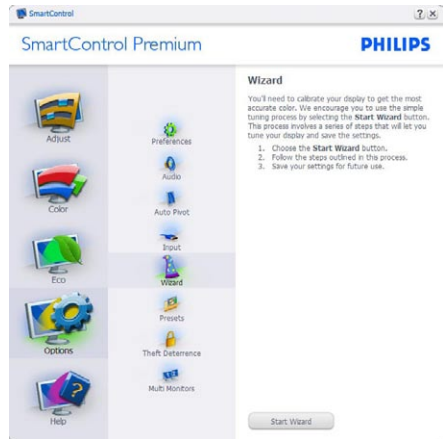 SmartControl
SmartControl Premium
PHILIPS
Adjust
Color
Eco
Options
Help
Preferences
Audio
Auto Pivot
Input
Wizard
Presets
Theft Deterrence
Multi Monitors
Wizard
You'll need to calibrate your display to get the most
accurate color. We encourage you to use the simple
tuning process by selecting the Start Wizard button.
This process involves a series of steps that will let you
tune your display and save the settings.
1. Choose the Start Wizard button.
2. Follow the steps outlined in this process.
3. Save your settings for future use.
Start Wizard